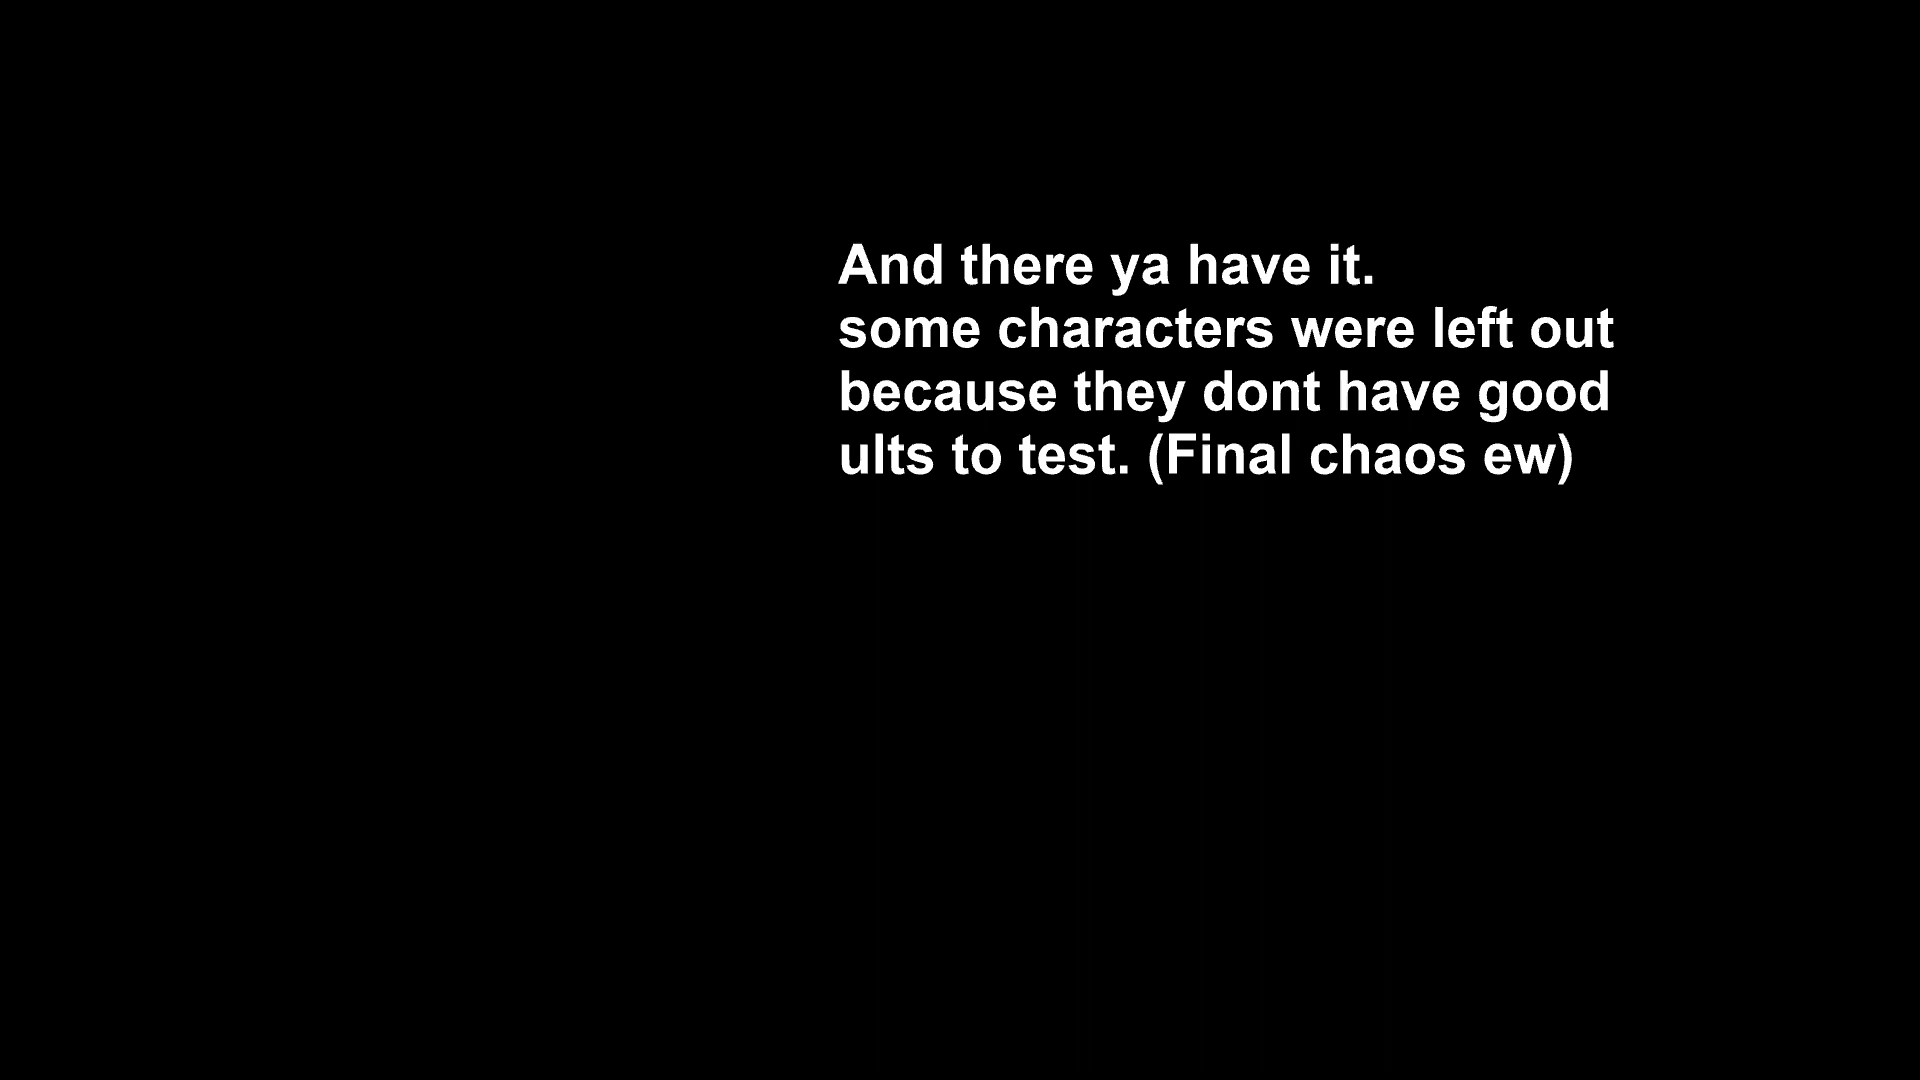 And there ya have it.
some characters were left out
because they dont have good
ults to test. (Final chaos ew)